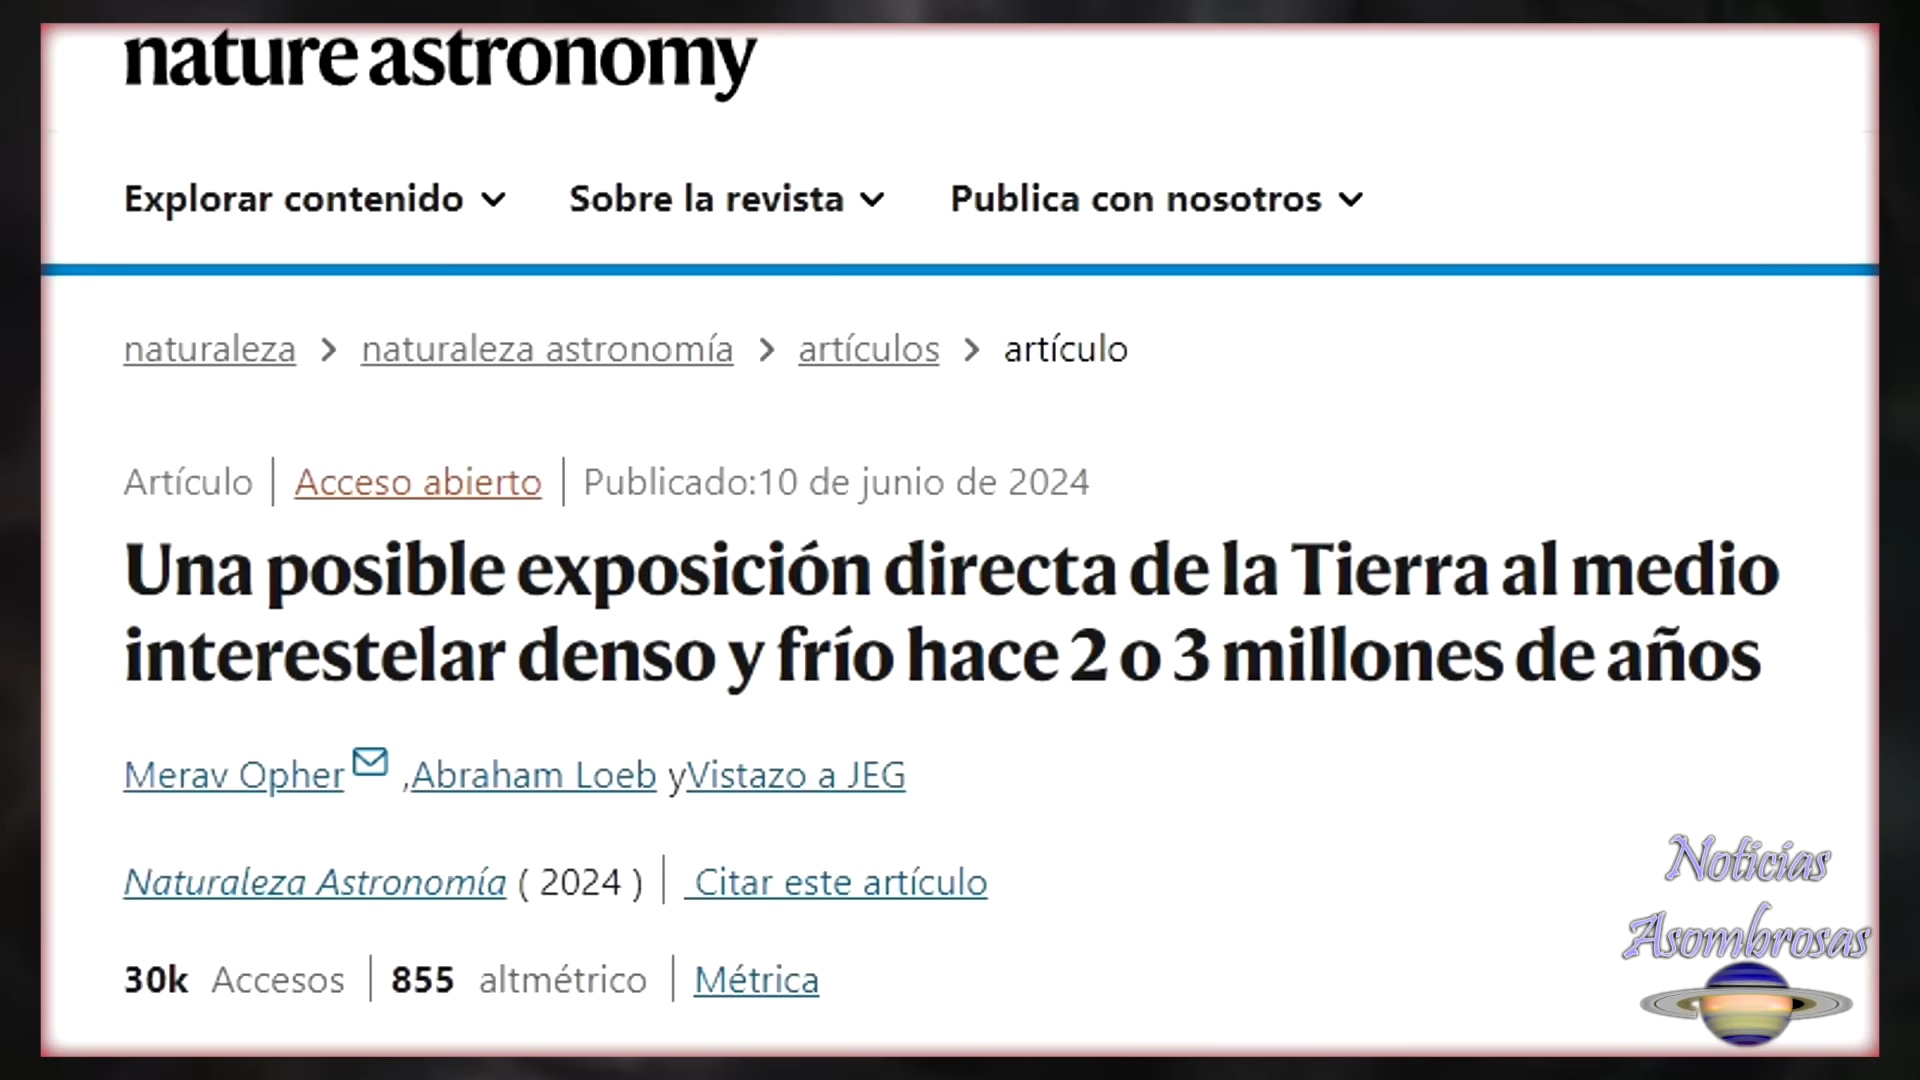 nature astronomy
Explorar contenido Sobre la revista Publica con nosotros
naturaleza > naturaleza astronomía > artículos > artículo
Artículo | Acceso abierto | Publicado:10 de junio de 2024
Una posible exposición directa de la Tierra al medio
interestelar denso y frío hace 2 o 3 millones de años
Merav Opher ,Abraham Loeb yVistazo a JEG
Naturaleza Astronomía ( 2024 ) | Citar este artículo
30k Accesos | 855 altmétrico | Métrica
Noticias
Asombrosas